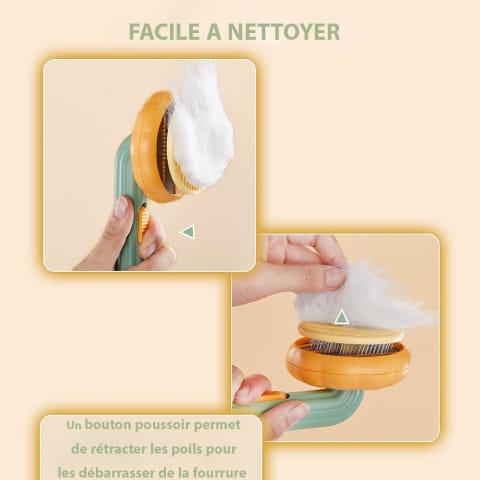 FACILE A NETTOYER
Un bouton poussoir permet
de rétracter les poils pour
les débarrasser de la fourrure